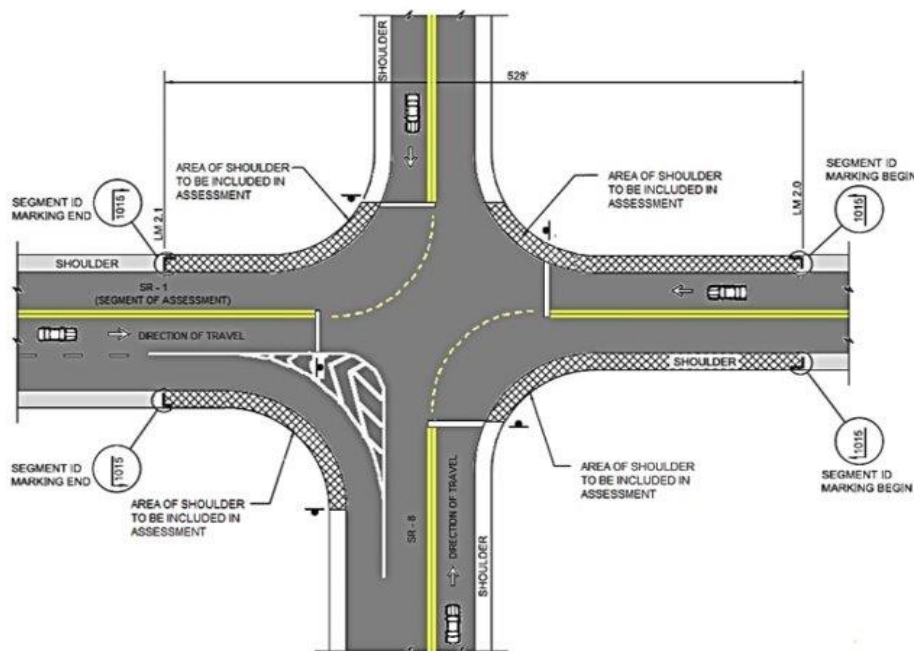 SHOULDER
528'
AREA OF SHOULDER
TO BE INCLUDED IN
ASSESSMENT
AREA OF SHOULDER
TO BE INCLUDED IN
ASSESSMENT
SEGMENT ID
MARKING END
1015
LM 2.1
LM 2.0
SEGMENT ID
MARKING BEGIN
1015
SHOULDER
SR - 1
(SEGMENT OF ASSESSMENT)
DIRECTION OF TRAVEL
SHOULDER
SEGMENT ID
MARKING END
1015
AREA OF SHOULDER
TO BE INCLUDED IN
ASSESSMENT
SR - 8
DIRECTION OF TRAVEL
SHOULDER
AREA OF SHOULDER
TO BE INCLUDED IN
ASSESSMENT
1015
SEGMENT ID
MARKING BEGIN